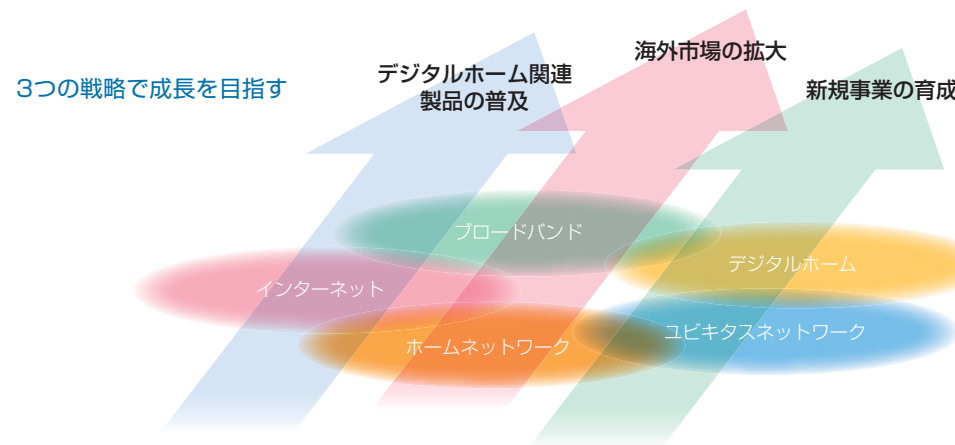 3つの戦略で成長を目指す
デジタルホーム関連
製品の普及
海外市場の拡大
新規事業の育成
ブロードバンド
デジタルホーム
インターネット
ユビキタスネットワーク
ホームネットワーク